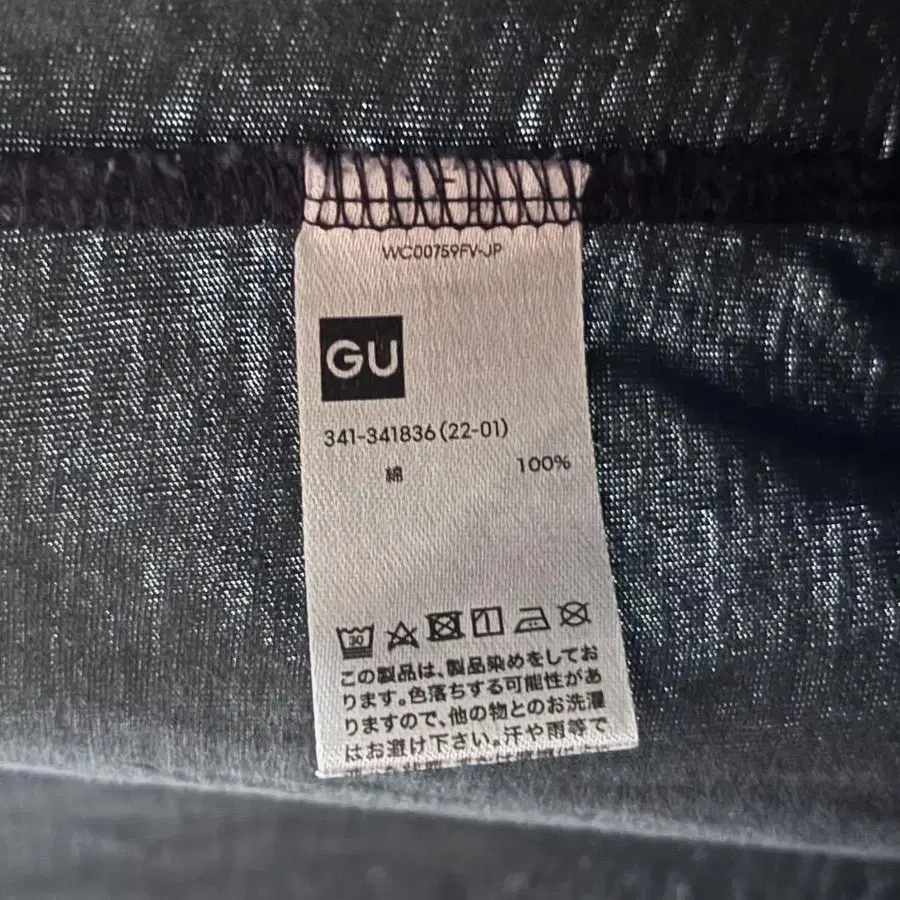 WC00759FV-JP
GU
341-341836(22-01)
綿 100%
30
この製品は、製品染めをしてお
ります。色落ちする可能性があ
りますので、他の物とのお洗濯
はお避け下さい。汗や雨等で